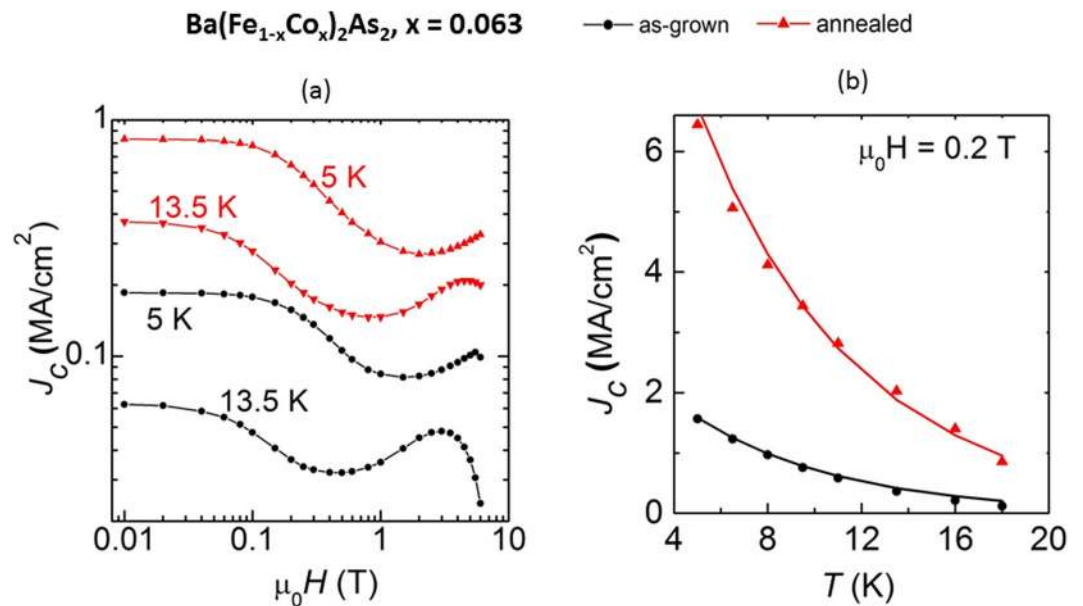 Ba(Fe1-xCox)2As2, x = 0.063
as-grown
annealed
(a)
JC (MA/cm2)
1
0.1
5 K
13.5 K
5 K
13.5 K
0.01 0.1 1 10
μ0H (T)
(b)
JC (MA/cm2)
μ0H = 0.2 T
6
4
2
0
4 8 12 16 20
T (K)